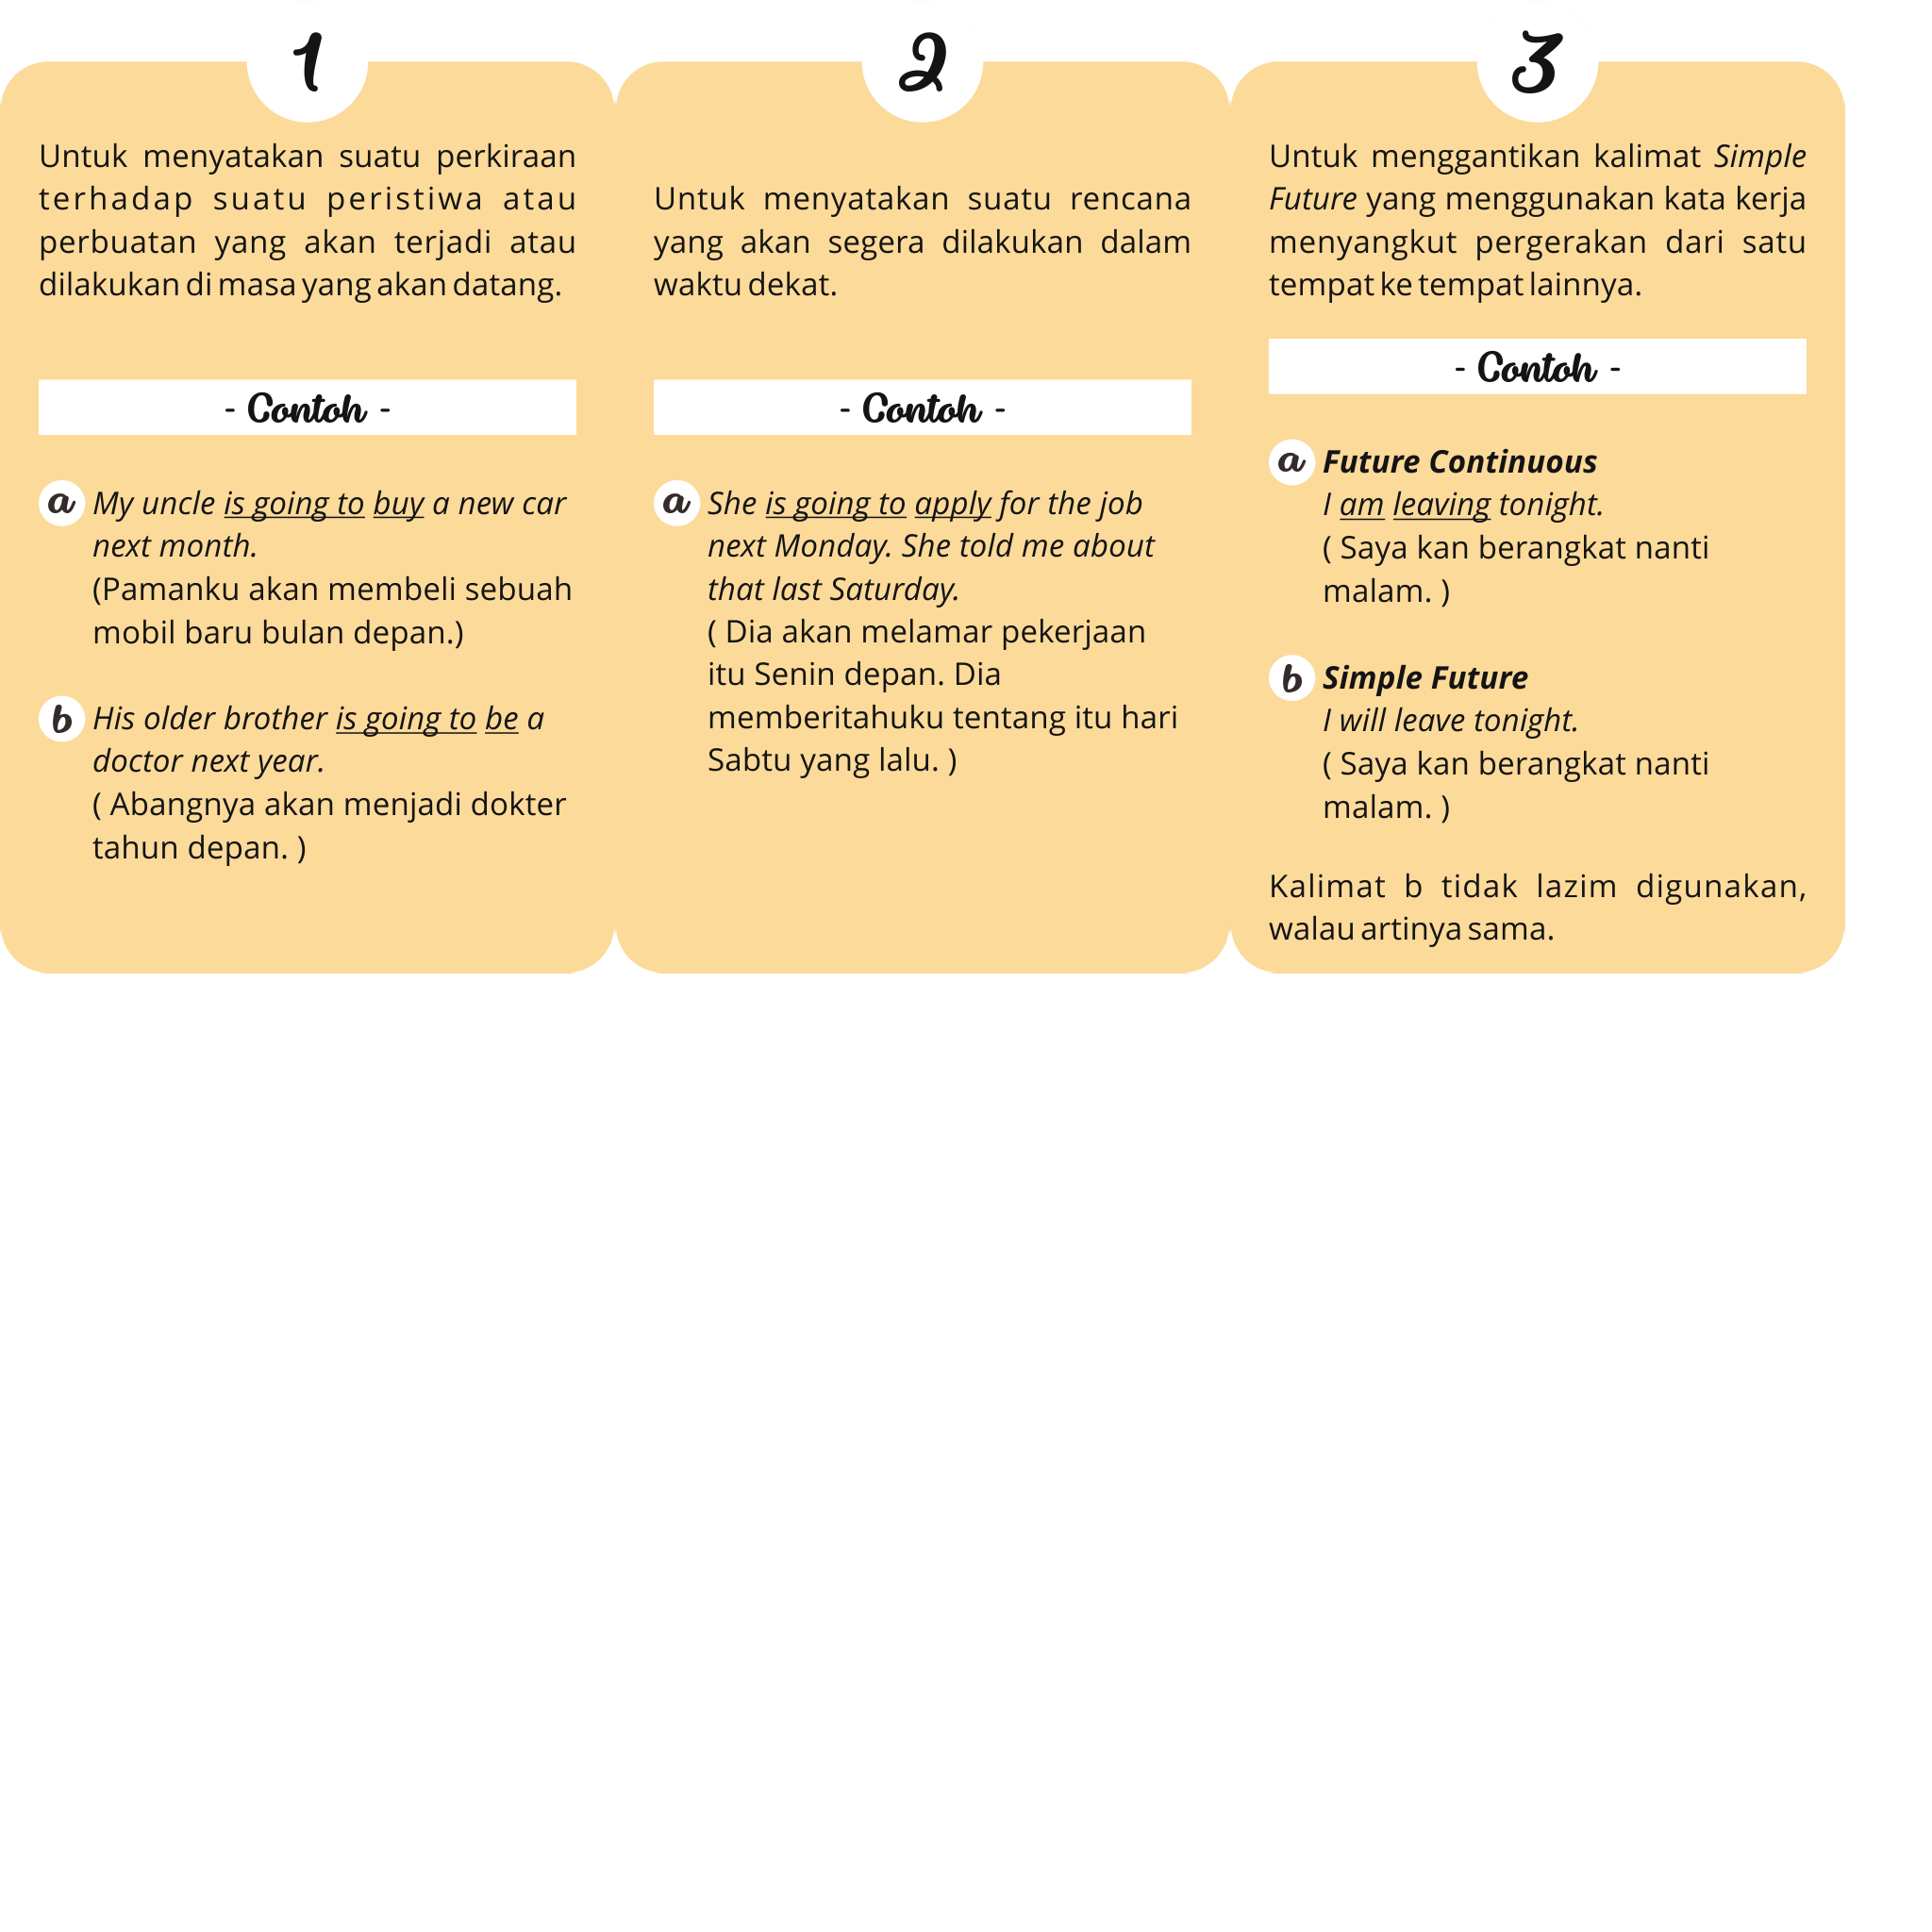 1
Untuk menyatakan suatu perkiraan
terhadap suatu peristiwa atau
perbuatan yang akan terjadi atau
dilakukan di masa yang akan datang.
- Contoh -
a My uncle is going to buy a new car
next month.
(Pamanku akan membeli sebuah
mobil baru bulan depan.)
b His older brother is going to be a
doctor next year.
( Abangnya akan menjadi dokter
tahun depan. )
2
Untuk menyatakan suatu rencana
yang akan segera dilakukan dalam
waktu dekat.
- Contoh -
a She is going to apply for the job
next Monday. She told me about
that last Saturday.
( Dia akan melamar pekerjaan
itu Senin depan. Dia
memberitahuku tentang itu hari
Sabtu yang lalu. )
3
Untuk menggantikan kalimat Simple
Future yang menggunakan kata kerja
menyangkut pergerakan dari satu
tempat ke tempat lainnya.
- Contoh -
a Future Continuous
I am leaving tonight.
( Saya kan berangkat nanti
malam. )
b Simple Future
I will leave tonight.
( Saya kan berangkat nanti
malam. )
Kalimat b tidak lazim digunakan,
walau artinya sama.